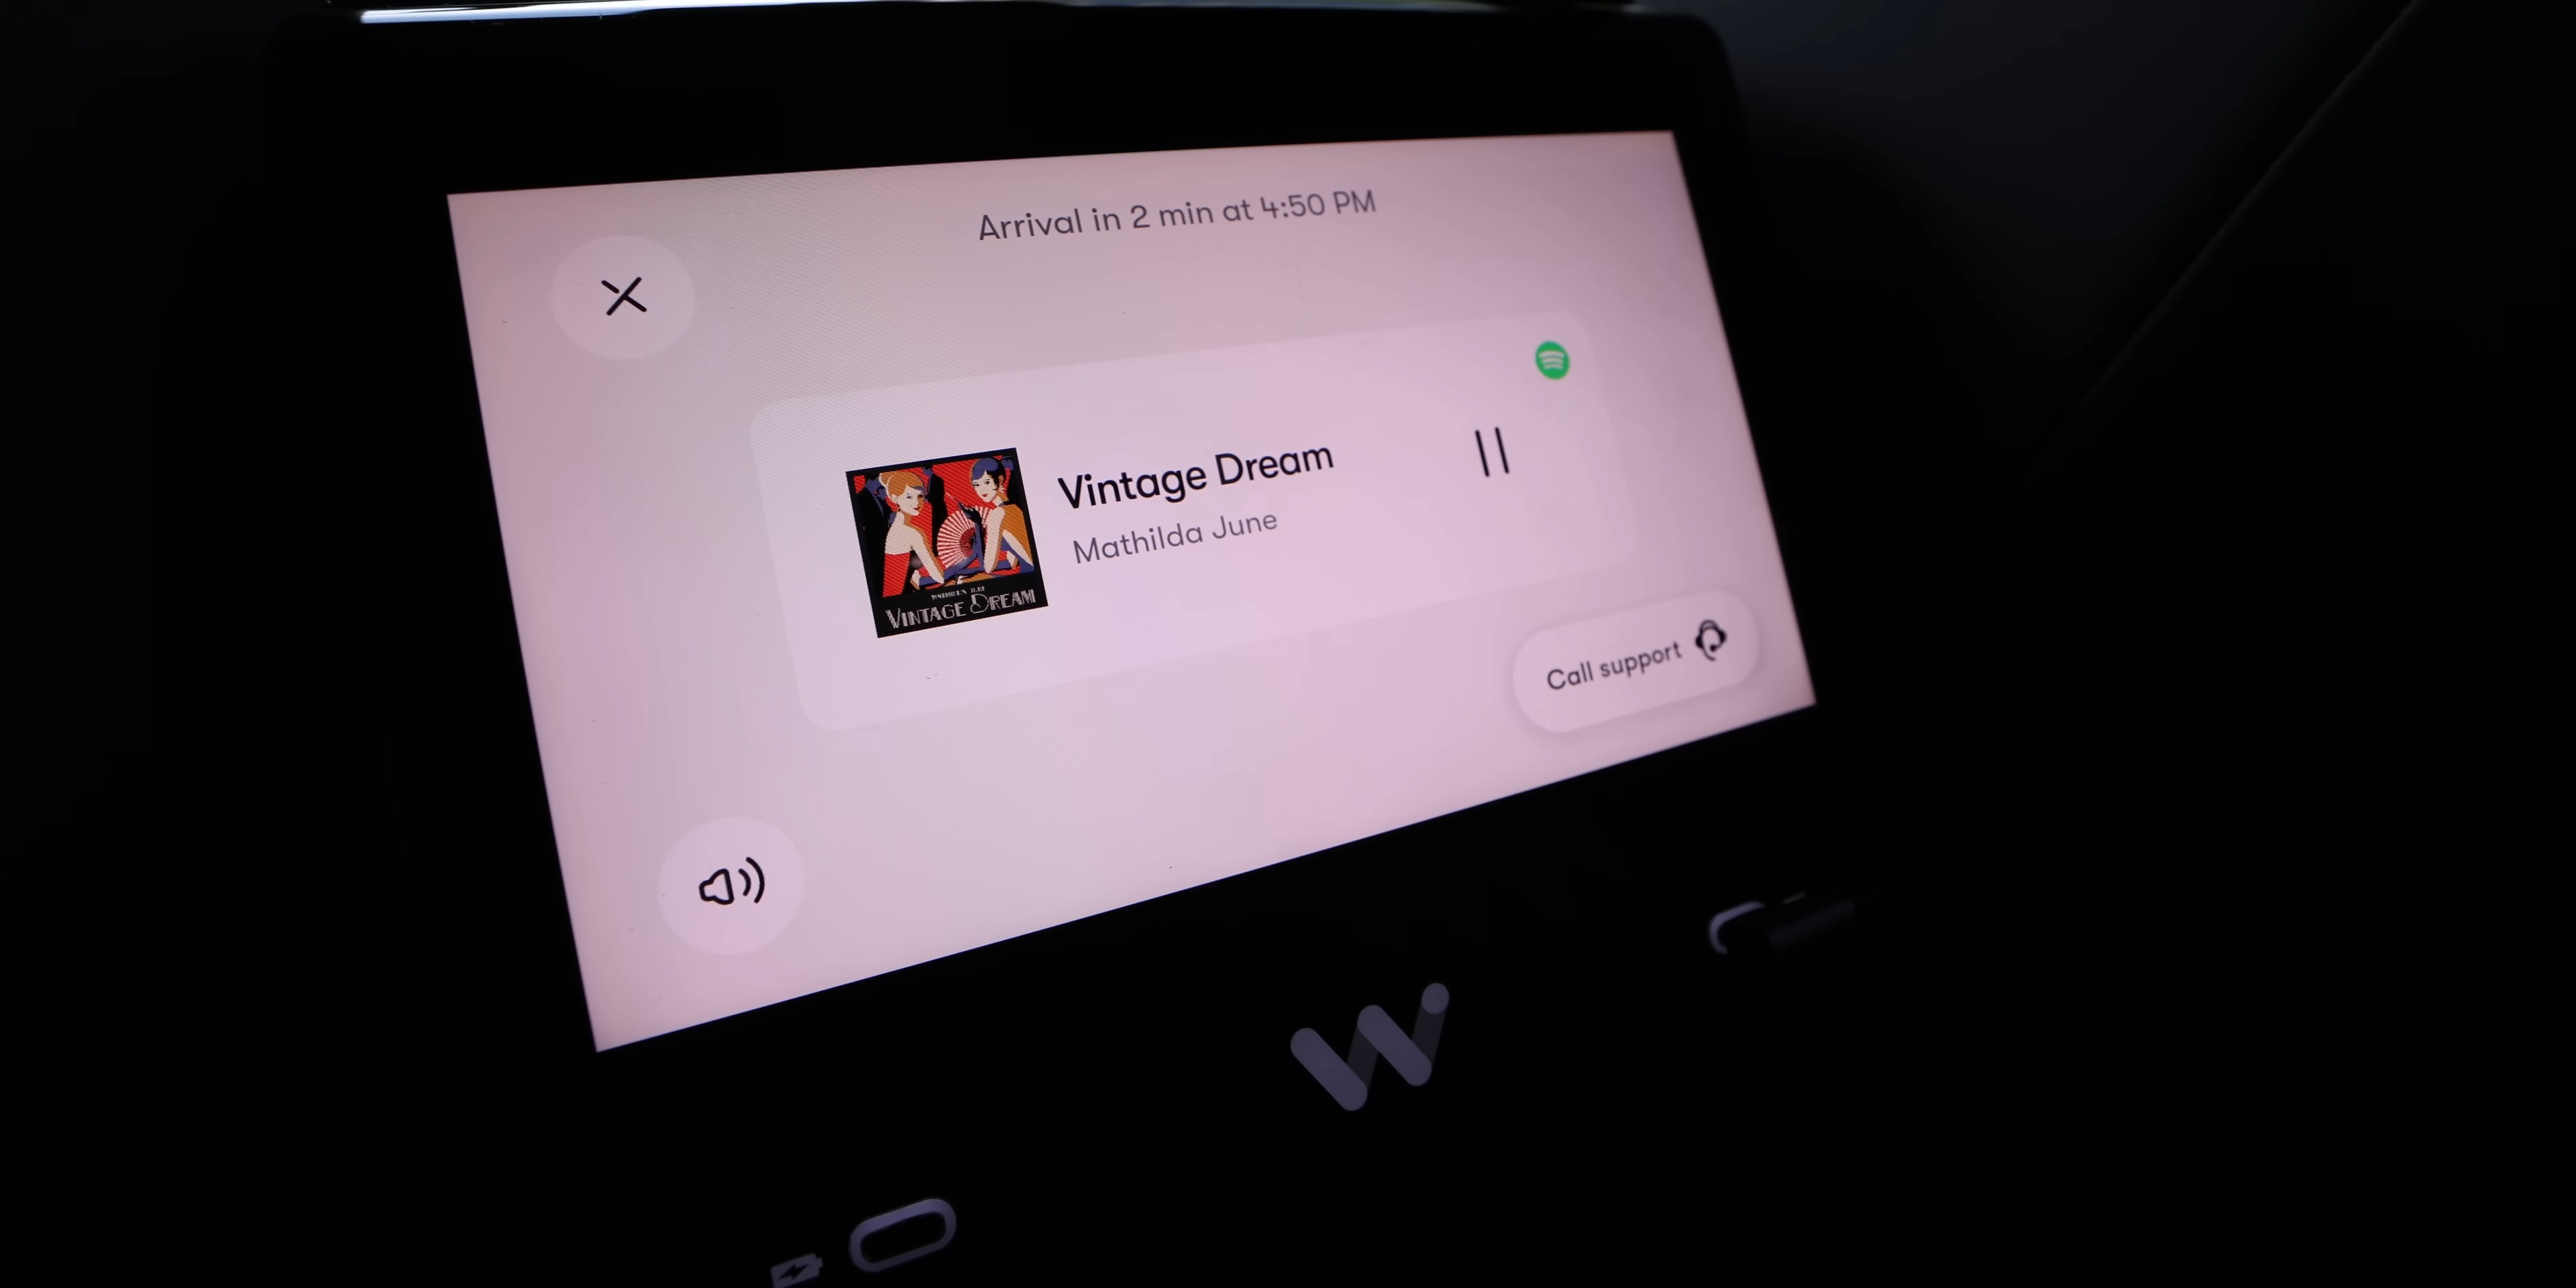 Arrival in 2 min at 4:50 PM
Vintage Dream
Mathilda June
VINTAGE DREAM
Call support